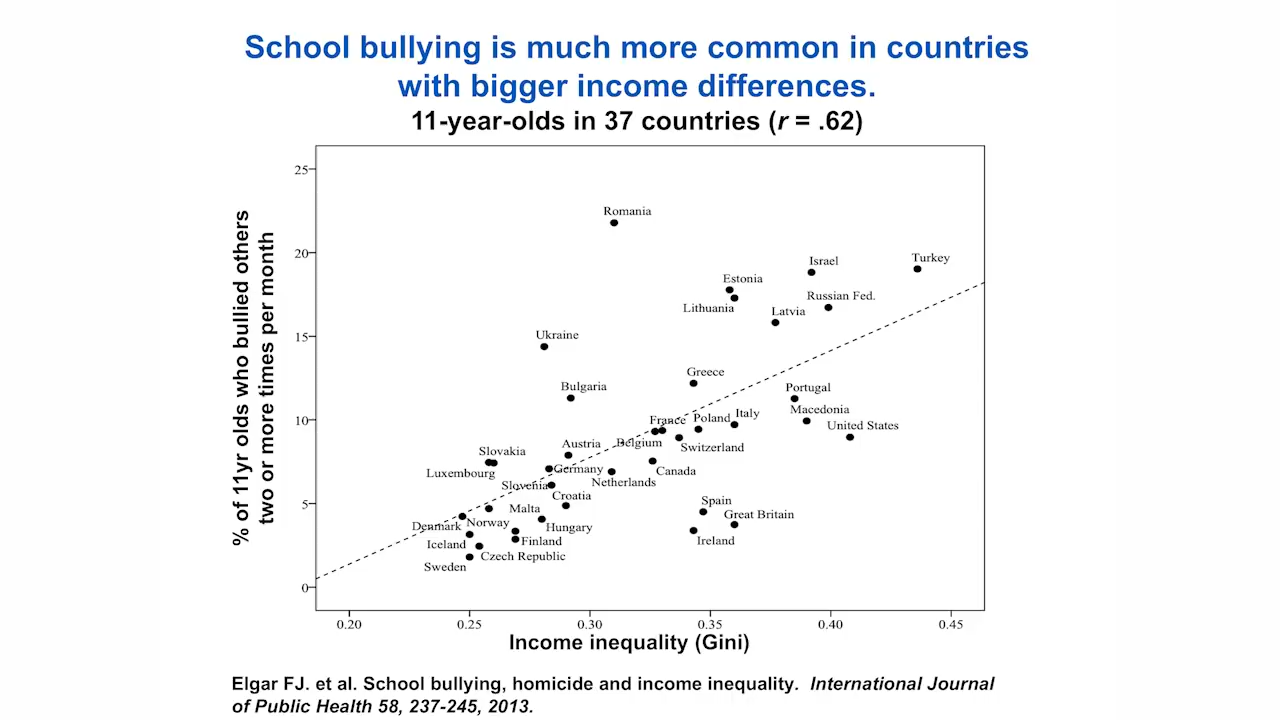 School bullying is much more common in countries
with bigger income differences.
11-year-olds in 37 countries (r = .62)
% of 11yr olds who bullied others
two or more times per month
25
20
15
10
5
0
Romania
Turkey
Israel
Estonia
Russian Fed.
Lithuania
Latvia
Ukraine
Greece
Bulgaria
Portugal
Macedonia
France
Poland
Italy
United States
Austria
Belgium
Switzerland
Slovakia
Luxembourg
Germany
Canada
Slovenia
Netherlands
Croatia
Spain
Malta
Great Britain
Denmark
Norway
Hungary
Iceland
Finland
Ireland
Czech Republic
Sweden
0.20
0.25
0.30
0.35
0.40
0.45
Income inequality (Gini)
Elgar FJ. et al. School bullying, homicide and income inequality. International Journal
of Public Health 58, 237-245, 2013.